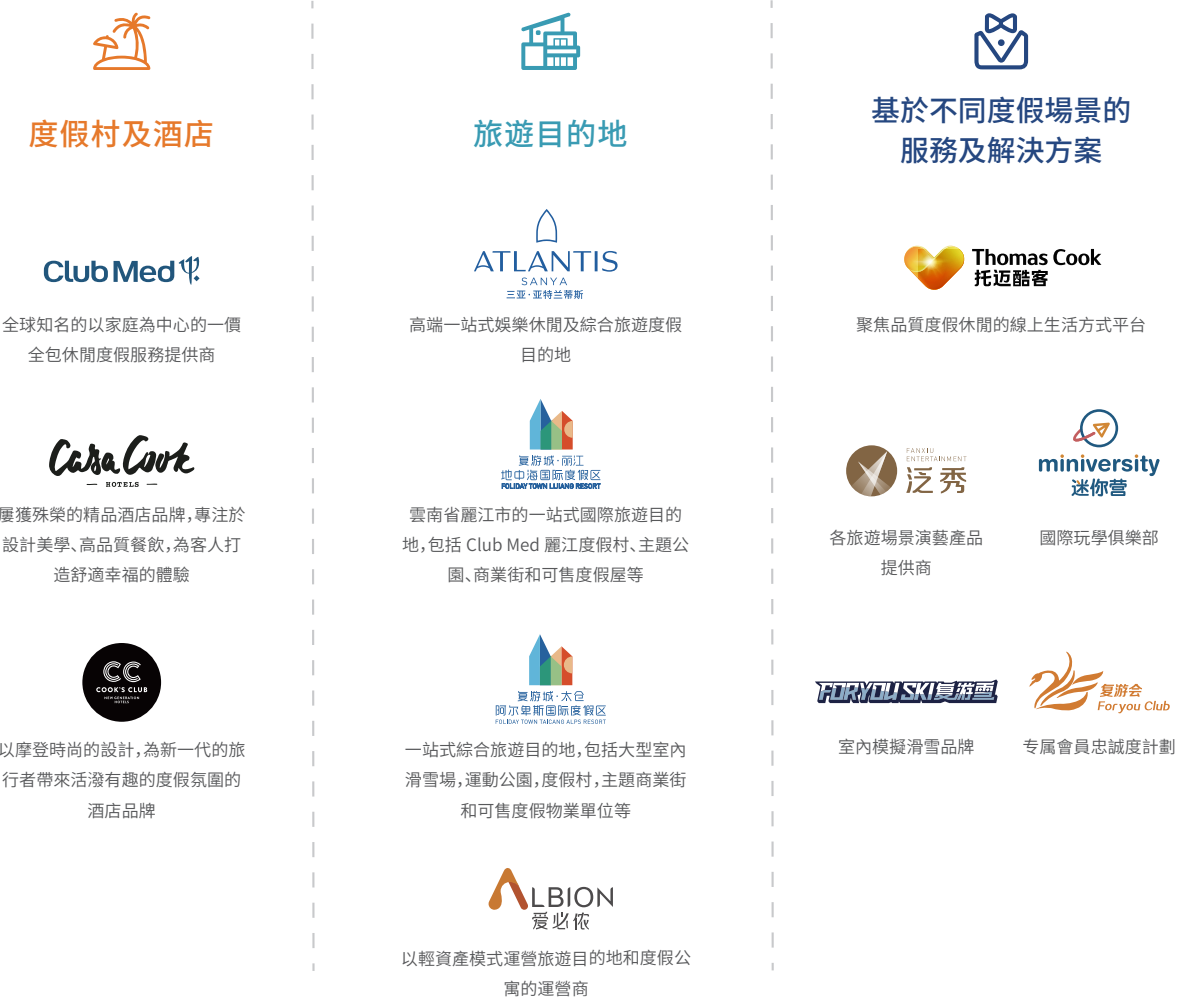 度假村及酒店
Club Med
全球知名的以家庭為中心的一價
全包休閒度假服務提供商
Casa Cook
HOTELS
屢獲殊榮的精品酒店品牌，專注於
設計美學、高品質餐飲，為客人打
造舒適幸福的體驗
CC
COOK'S CLUB
NEW GENERATION
HOTELS
以摩登時尚的設計，為新一代的旅
行者帶來活潑有趣的度假氛圍的
酒店品牌
旅遊目的地
ATLANTIS
SANYA
三亚·亚特兰蒂斯
高端一站式娛樂休閒及綜合旅遊度假
目的地
复游城·丽江
地中海国际度假区
FOLIDAY TOWN LIJIANG RESORT
雲南省麗江市的一站式國際旅遊目的
地，包括 Club Med 麗江度假村、主題公
園、商業街和可售度假屋等
复游城·太仓
阿尔卑斯国际度假区
FOLIDAY TOWN TAICANG ALPS RESORT
一站式綜合旅遊目的地，包括大型室內
滑雪場，運動公園，度假村，主題商業街
和可售度假物業單位等
ALBION
爱必侬
以輕資產模式運營旅遊目的地和度假公
寓的運營商
基於不同度假場景的
服務及解決方案
Thomas Cook
托迈酷客
聚焦品質度假休閒的線上生活方式平台
FANXIU
ENTERTAINMENT
泛秀
各旅遊場景演藝產品
提供商
miniversity
迷你营
國際玩學俱樂部
FORYOU SKI复游雪
室內模擬滑雪品牌
复游会
For you Club
专属會員忠誠度計劃